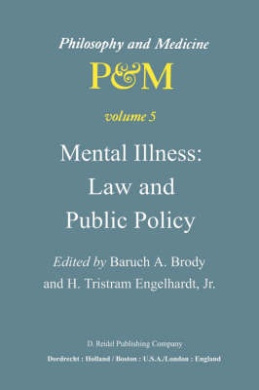 Philosophy and Medicine
P&M
volume 5
Mental Illness:
Law and
Public Policy
Edited by Baruch A. Brody
and H. Tristram Engelhardt, Jr.
D. Reidel Publishing Company
Dordrecht : Holland / Boston : U.S.A./London : England